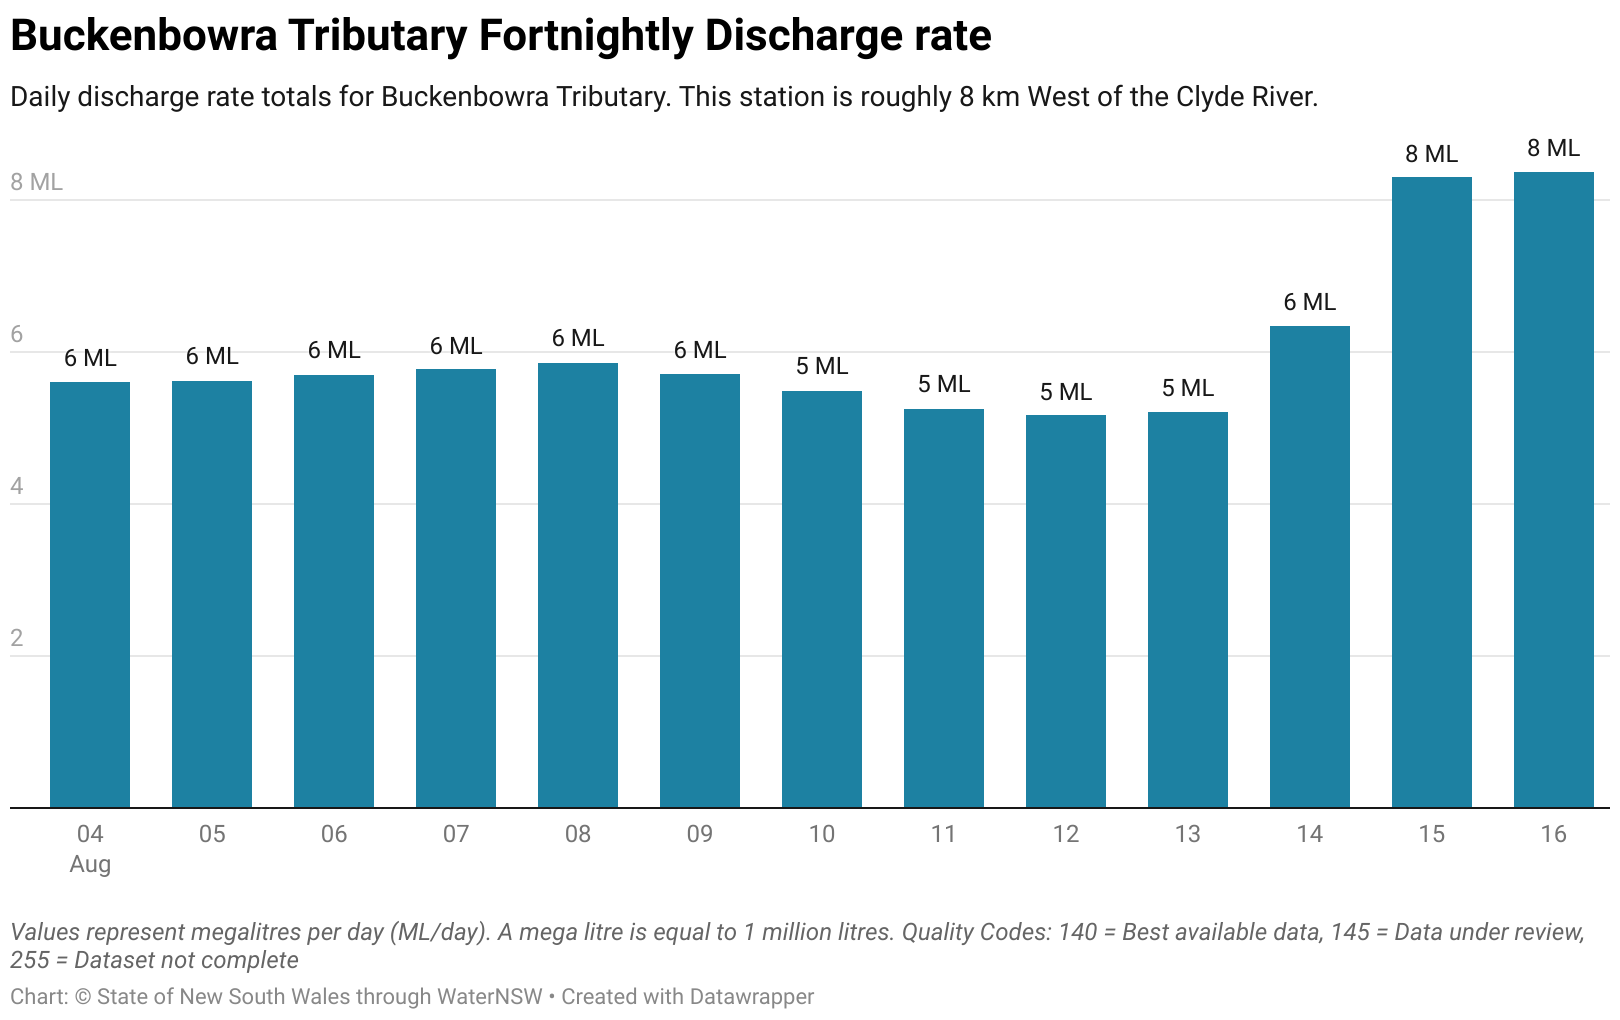 Buckenbowra Tributary Fortnightly Discharge rate
Daily discharge rate totals for Buckenbowra Tributary. This station is roughly 8 km West of the Clyde River.
8 ML
6
4
2
6 ML
6 ML
6 ML
6 ML
6 ML
6 ML
5 ML
5 ML
5 ML
5 ML
6 ML
8 ML
8 ML
04
05
06
07
08
09
10
11
12
13
14
15
16
Aug
Values represent megalitres per day (ML/day). A mega litre is equal to 1 million litres. Quality Codes: 140 = Best available data, 145 = Data under review,
255 = Dataset not complete
Chart: © State of New South Wales through WaterNSW • Created with Datawrapper